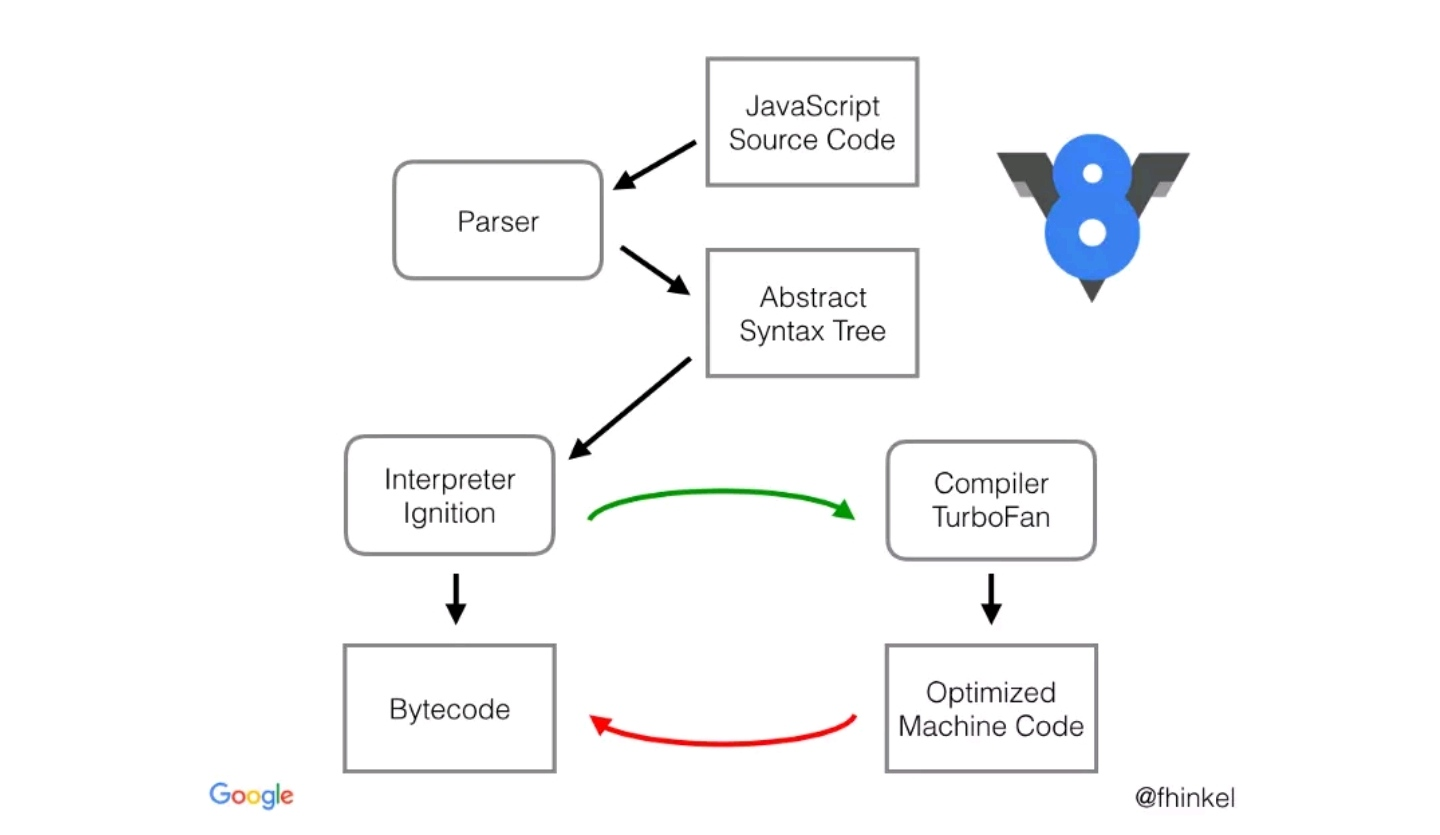 JavaScript
Source Code
Parser
Abstract
Syntax Tree
Interpreter
Ignition
Compiler
TurboFan
Bytecode
Optimized
Machine Code
Google
@fhinkel